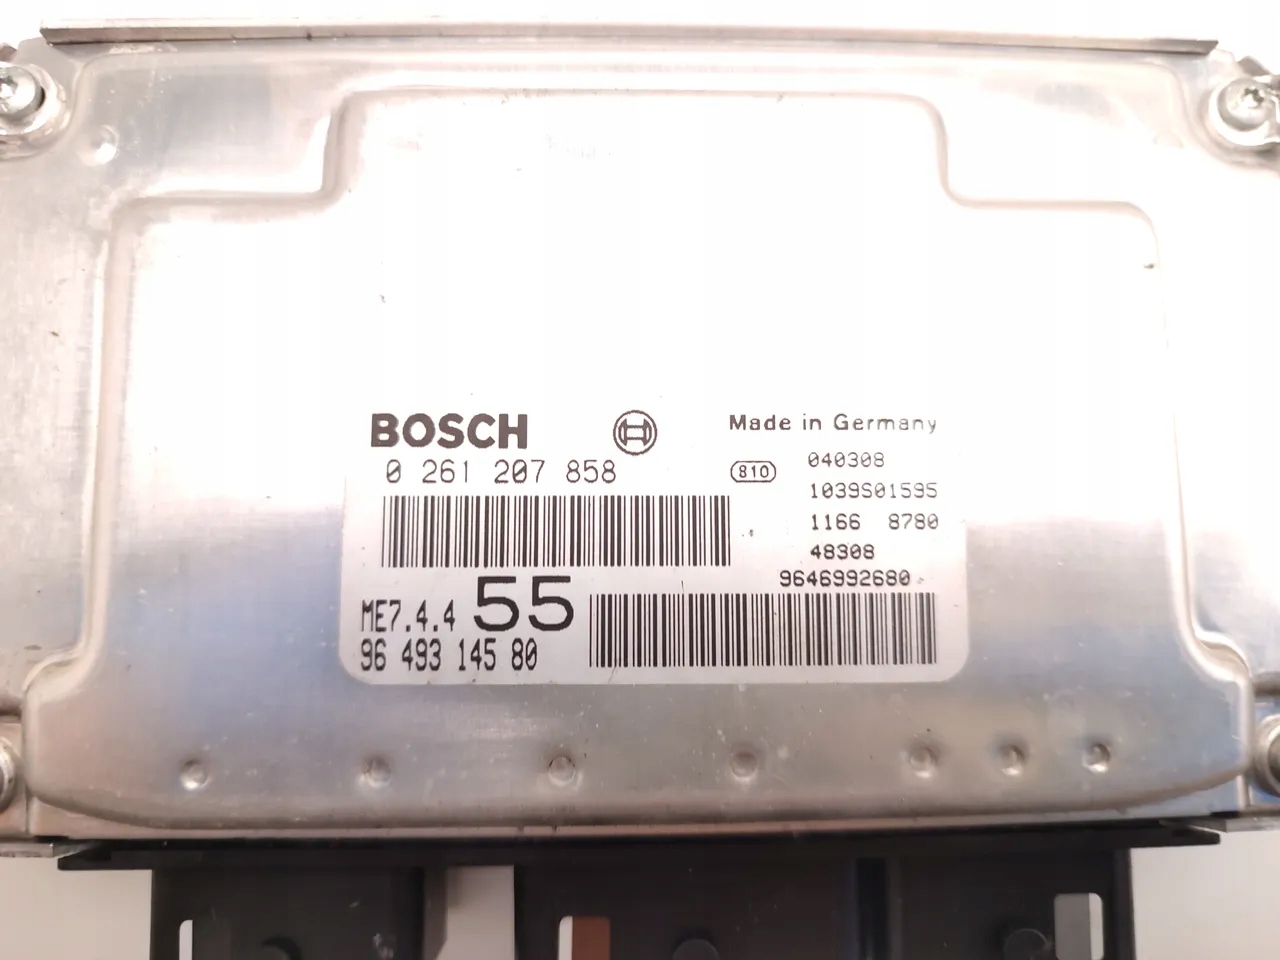 BOSCH
Made in Germany
0 261 207 858
810
040308
1039S01595
1166 8780
48308
9646992680
ME7.4.4 55
96 493 145 80